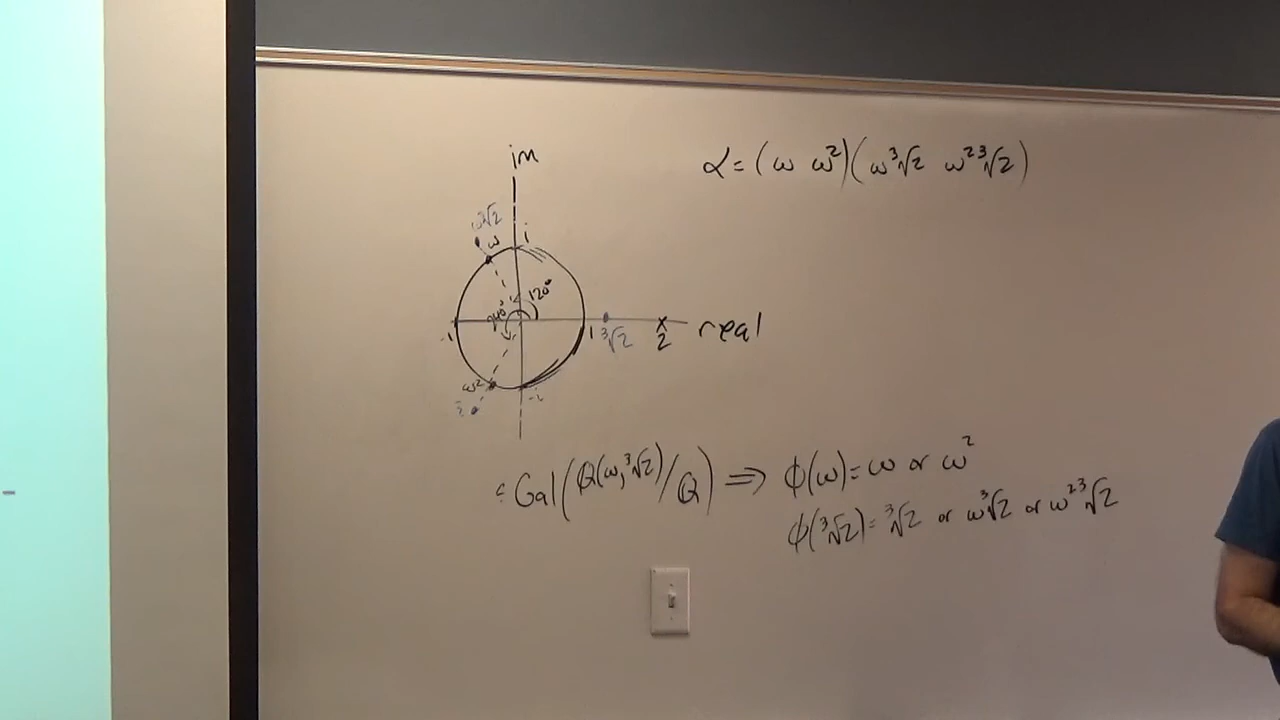 im
α = (ω ω²)(ω∛2 ω²∛2)
ω∛2
ω
i
120°
240°
-1
1
∛2
x
2
real
ω²
-i
∈ Gal(Q(ω,∛2)/Q) ⟹ ϕ(ω) = ω or ω²
ϕ(∛2) = ∛2 or ω∛2 or ω²∛2